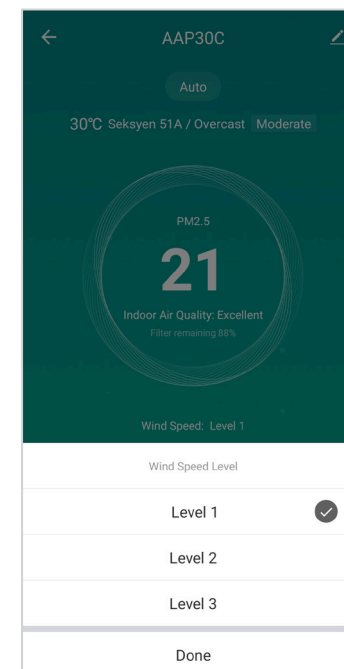 AAP30C
Auto
30℃ Seksyen 51A / Overcast Moderate
PM2.5
21
Indoor Air Quality: Excellent
Filter remaining 88%
Wind Speed: Level 1
Wind Speed Level
Level 1
Level 2
Level 3
Done